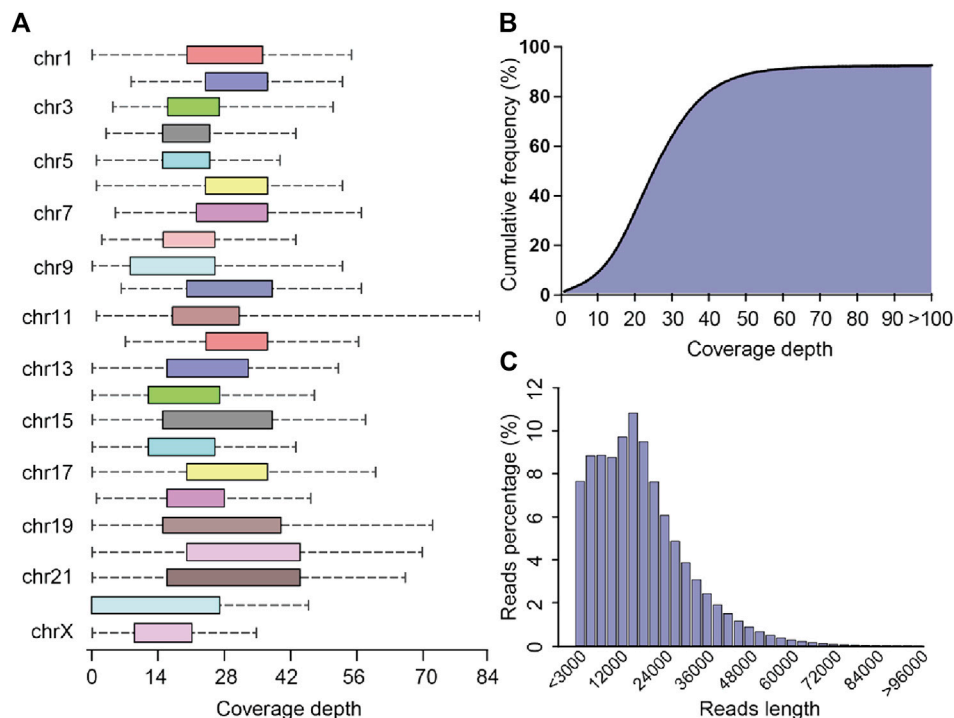 A
chr1
chr3
chr5
chr7
chr9
chr11
chr13
chr15
chr17
chr19
chr21
chrX
0 14 28 42 56 70 84
Coverage depth
B
Cumulative frequency (%)
100
80
60
40
20
0
0 10 20 30 40 50 60 70 80 90 >100
Coverage depth
C
Reads percentage (%)
12
10
8
6
4
2
0
<3000 12000 24000 36000 48000 60000 72000 84000 >96000
Reads length